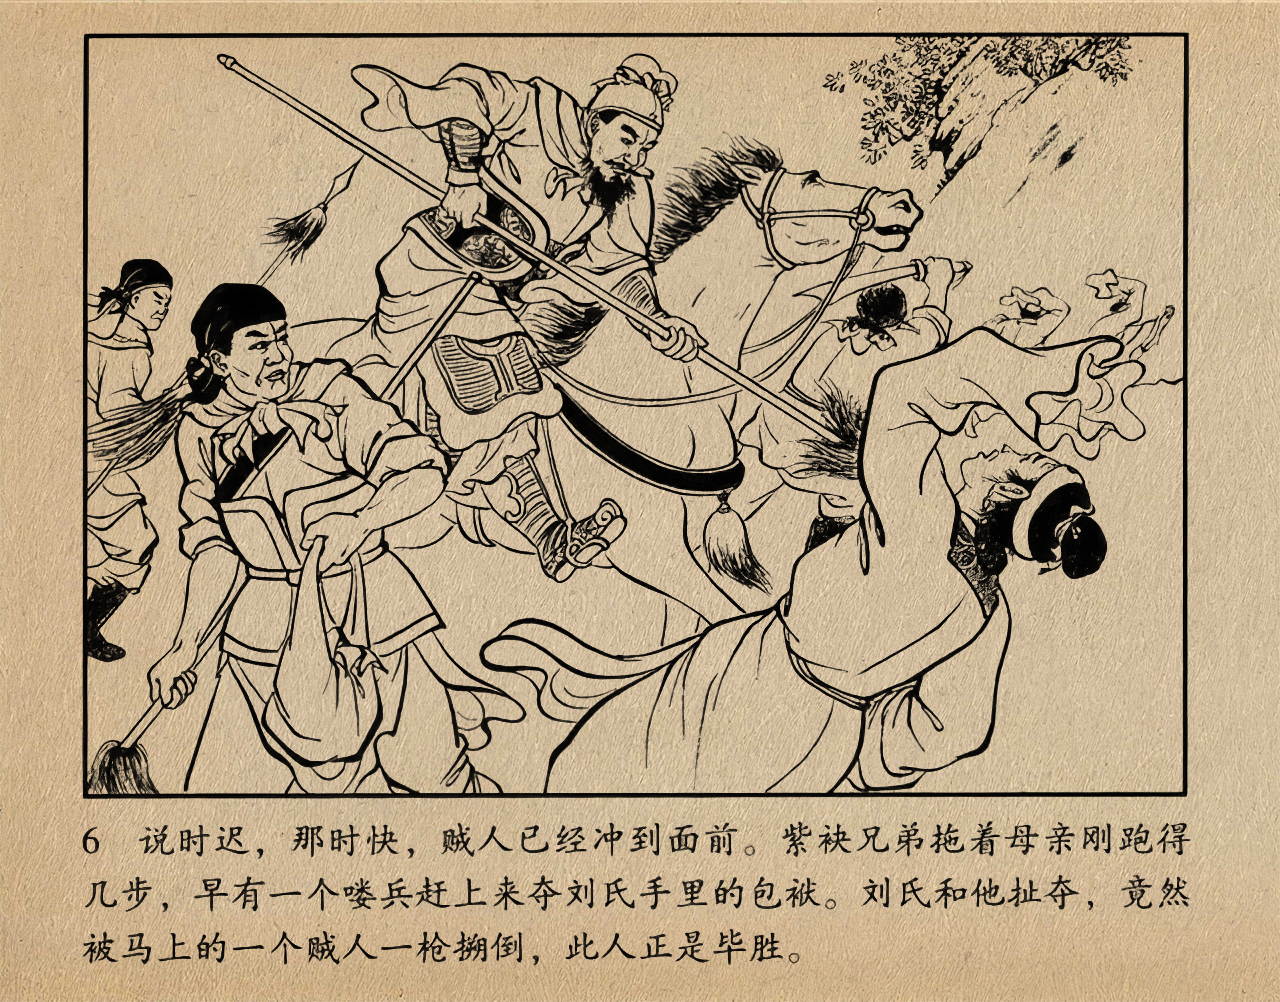 6 说时迟，那时快，贼人已经冲到面前。紫袂兄弟拖着母亲刚跑得
几步，早有一个喽兵赶上来夺刘氏手里的包袱。刘氏和他扯夺，竟然
被马上的一个贼人一枪搠倒，此人正是毕胜。